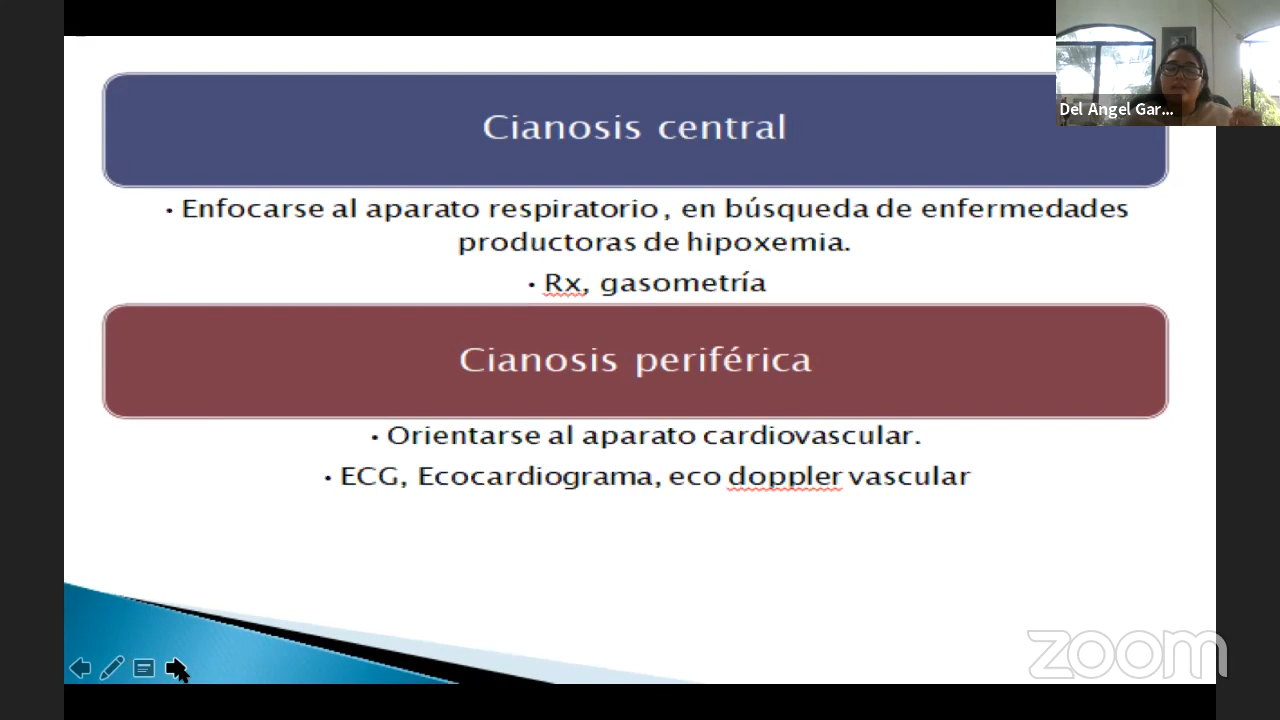 Cianosis central
Del Angel Gar...
• Enfocarse al aparato respiratorio , en búsqueda de enfermedades
productoras de hipoxemia.
• Rx, gasometría
Cianosis periférica
• Orientarse al aparato cardiovascular.
• ECG, Ecocardiograma, eco doppler vascular
zoom